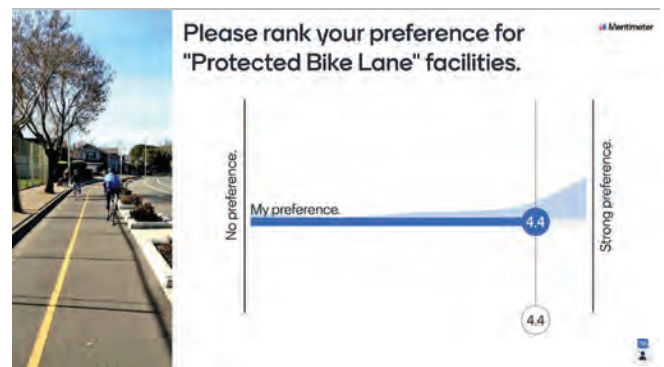 Please rank your preference for
"Protected Bike Lane" facilities.
Mentimeter
No preference.
My preference.
4.4
Strong preference.
4.4